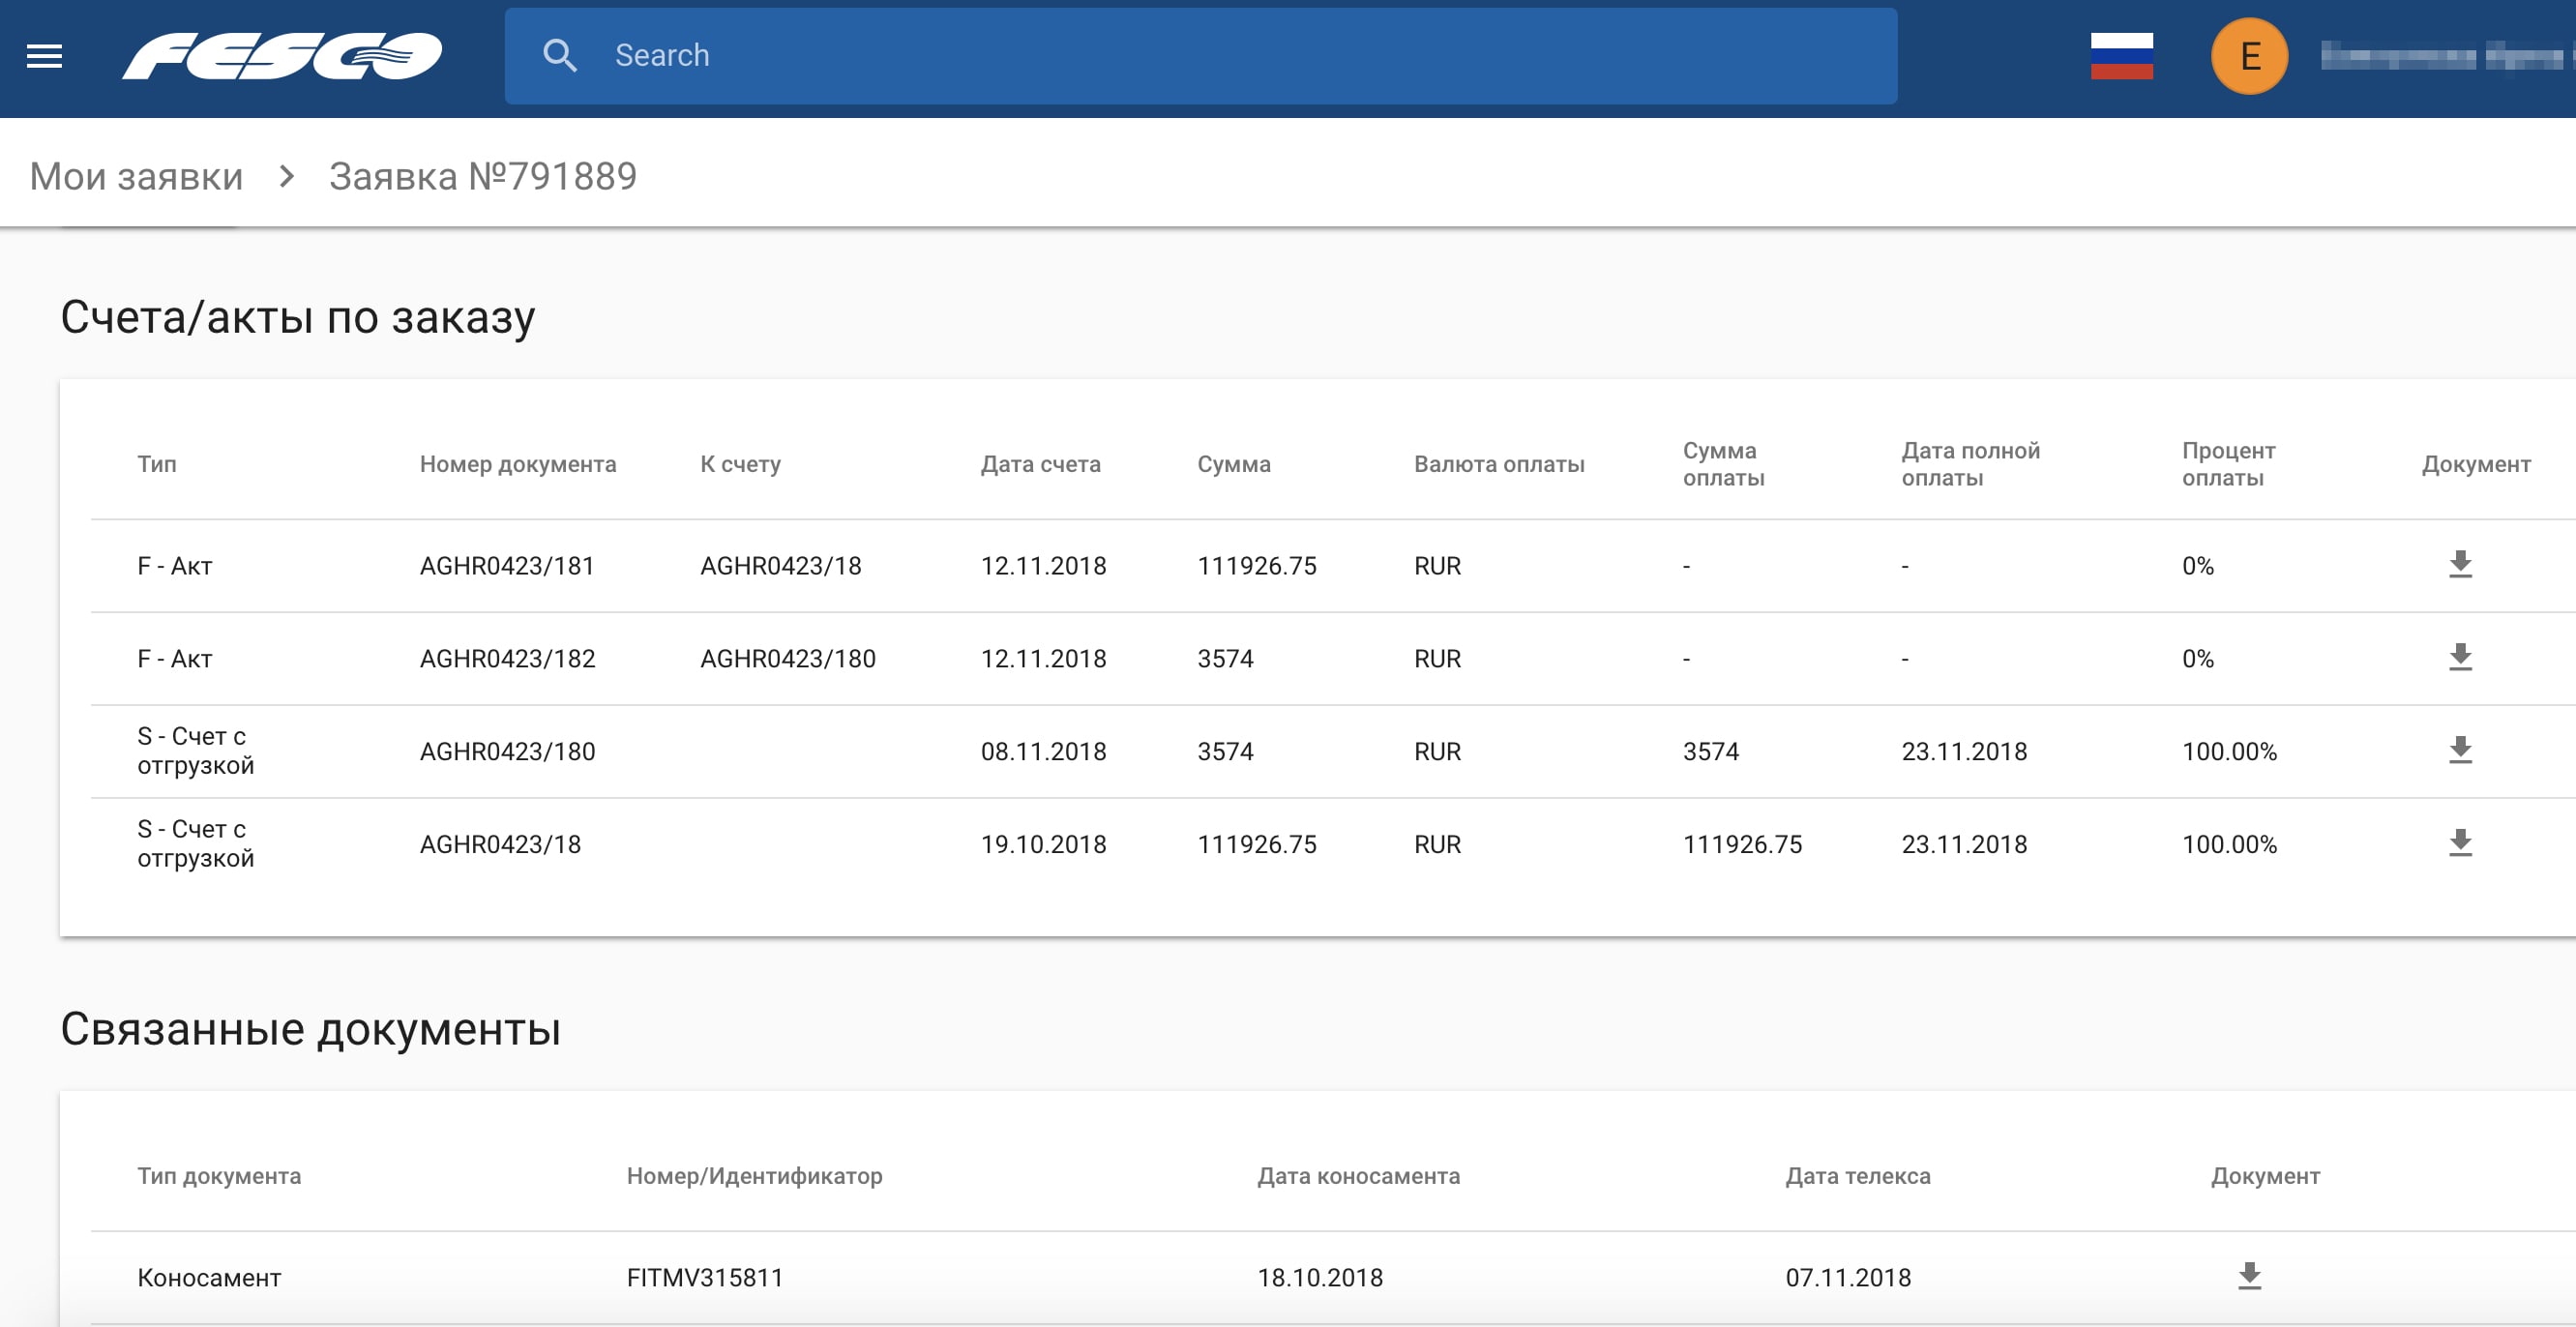 FESCO
Search
E
Мои заявки > Заявка №791889
Счета/акты по заказу
Тип Номер документа К счету Дата счета Сумма Валюта оплаты Сумма оплаты Дата полной оплаты Процент оплаты Документ
F - Акт AGHR0423/181 AGHR0423/18 12.11.2018 111926.75 RUR - - 0%
F - Акт AGHR0423/182 AGHR0423/180 12.11.2018 3574 RUR - - 0%
S - Счет с отгрузкой AGHR0423/180 08.11.2018 3574 RUR 3574 23.11.2018 100.00%
S - Счет с отгрузкой AGHR0423/18 19.10.2018 111926.75 RUR 111926.75 23.11.2018 100.00%
Связанные документы
Тип документа Номер/Идентификатор Дата коносамента Дата телекса Документ
Коносамент FITMV315811 18.10.2018 07.11.2018